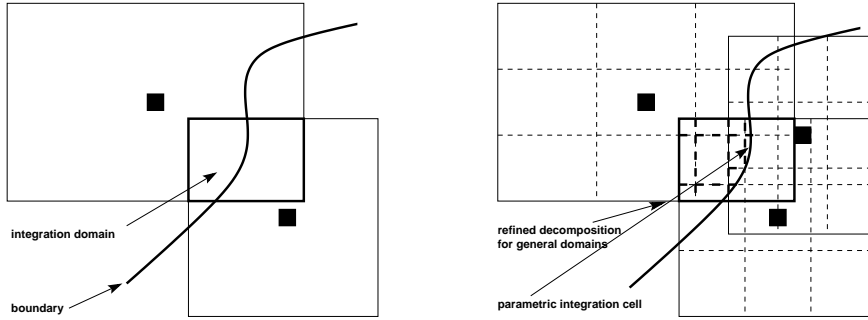 integration domain
boundary
refined decomposition
for general domains
parametric integration cell